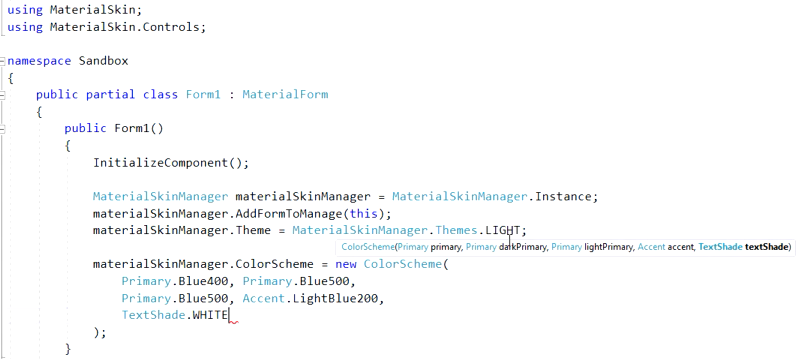 using MaterialSkin;
using MaterialSkin.Controls;
namespace Sandbox
{
public partial class Form1 : MaterialForm
{
public Form1()
{
InitializeComponent();
MaterialSkinManager materialSkinManager = MaterialSkinManager.Instance;
materialSkinManager.AddFormToManage(this);
materialSkinManager.Theme = MaterialSkinManager.Themes.LIGHT;
ColorScheme(Primary primary, Primary darkPrimary, Primary lightPrimary, Accent accent, TextShade textShade)
materialSkinManager.ColorScheme = new ColorScheme(
Primary.Blue400, Primary.Blue500,
Primary.Blue500, Accent.LightBlue200,
TextShade.WHITE
);
}